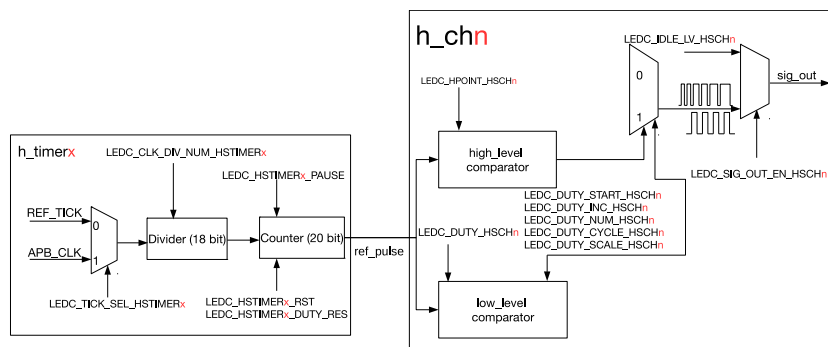 h_timerx
LEDC_CLK_DIV_NUM_HSTIMERx
LEDC_HSTIMERx_PAUSE
REF_TICK
0
APB_CLK
1
Divider (18 bit)
Counter (20 bit)
ref_pulse
LEDC_TICK_SEL_HSTIMERx
LEDC_HSTIMERx_RST
LEDC_HSTIMERx_DUTY_RES
h_chn
LEDC_HPOINT_HSCHn
high_level
comparator
0
1
LEDC_IDLE_LV_HSCHn
sig_out
LEDC_SIG_OUT_EN_HSCHn
LEDC_DUTY_START_HSCHn
LEDC_DUTY_INC_HSCHn
LEDC_DUTY_NUM_HSCHn
LEDC_DUTY_CYCLE_HSCHn
LEDC_DUTY_SCALE_HSCHn
LEDC_DUTY_HSCHn
low_level
comparator